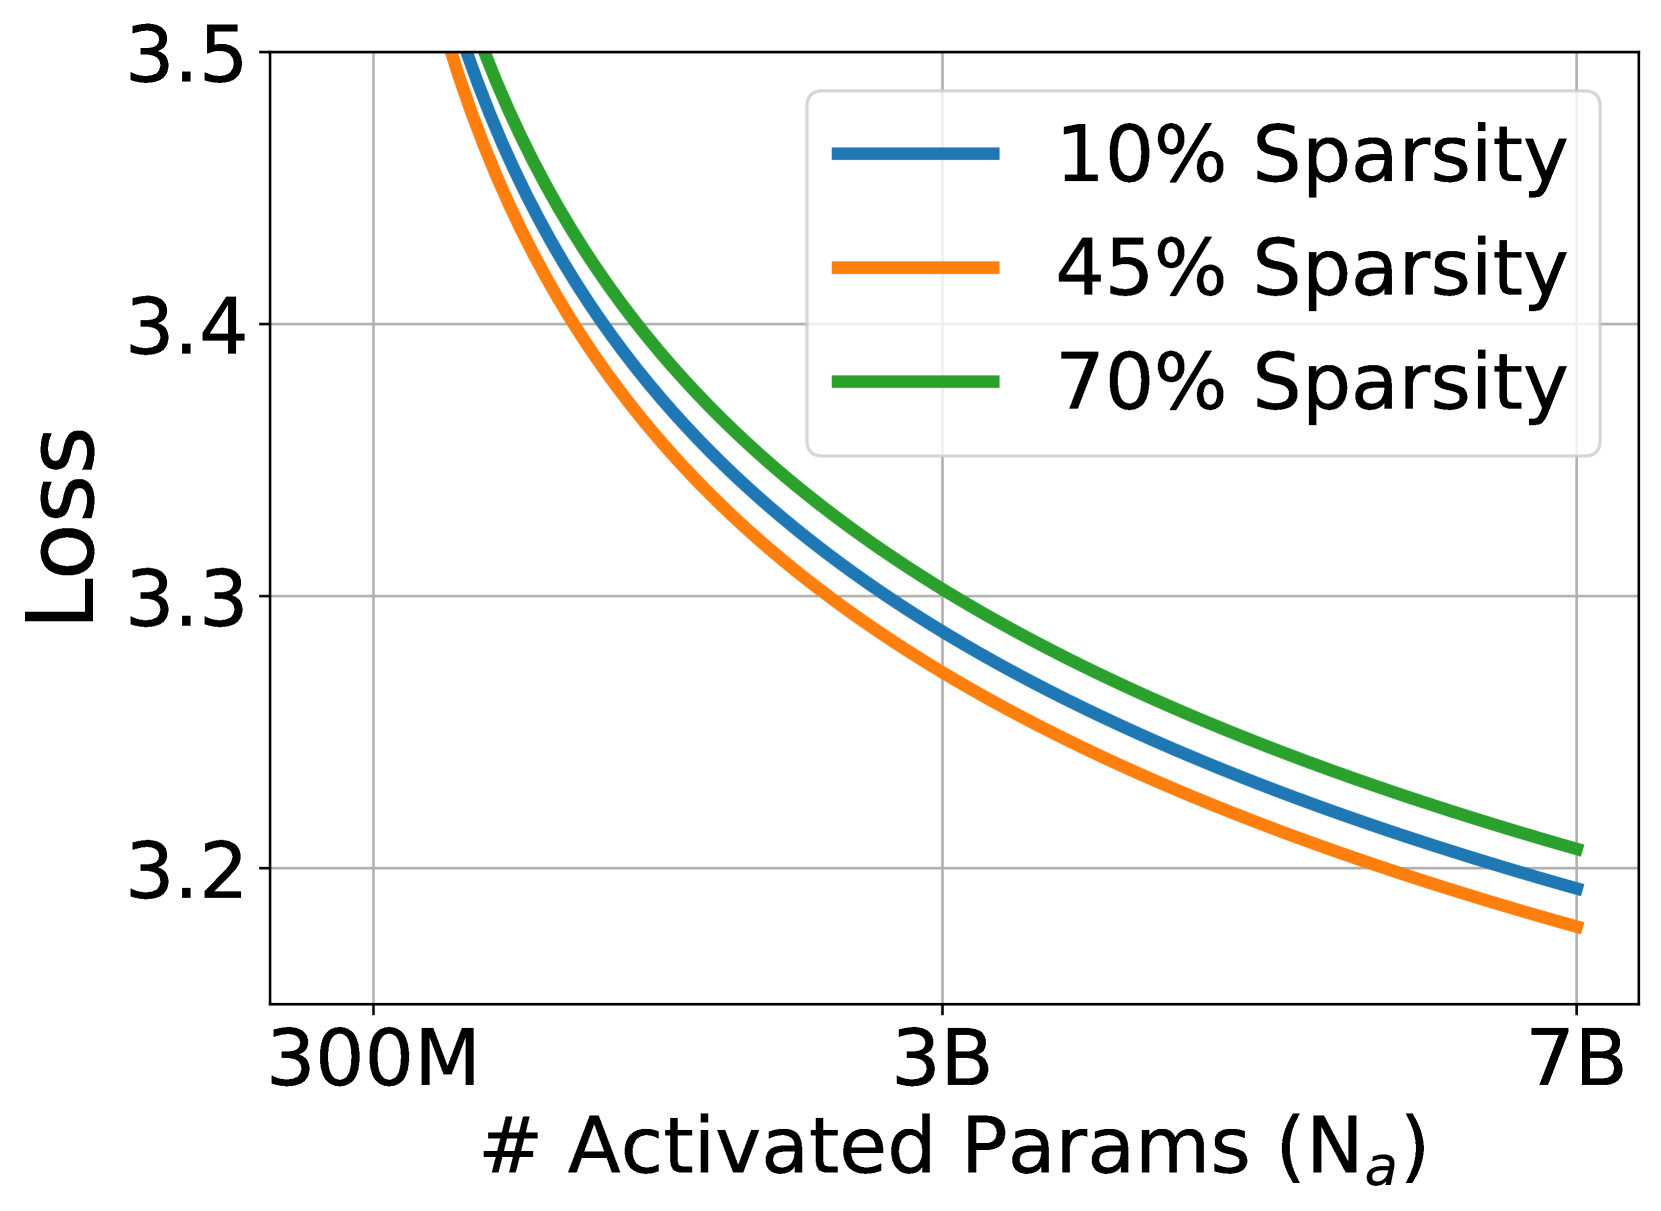 3.5
3.4
3.3
3.2
Loss
10% Sparsity
45% Sparsity
70% Sparsity
300M 3B 7B
# Activated Params (Nₐ)